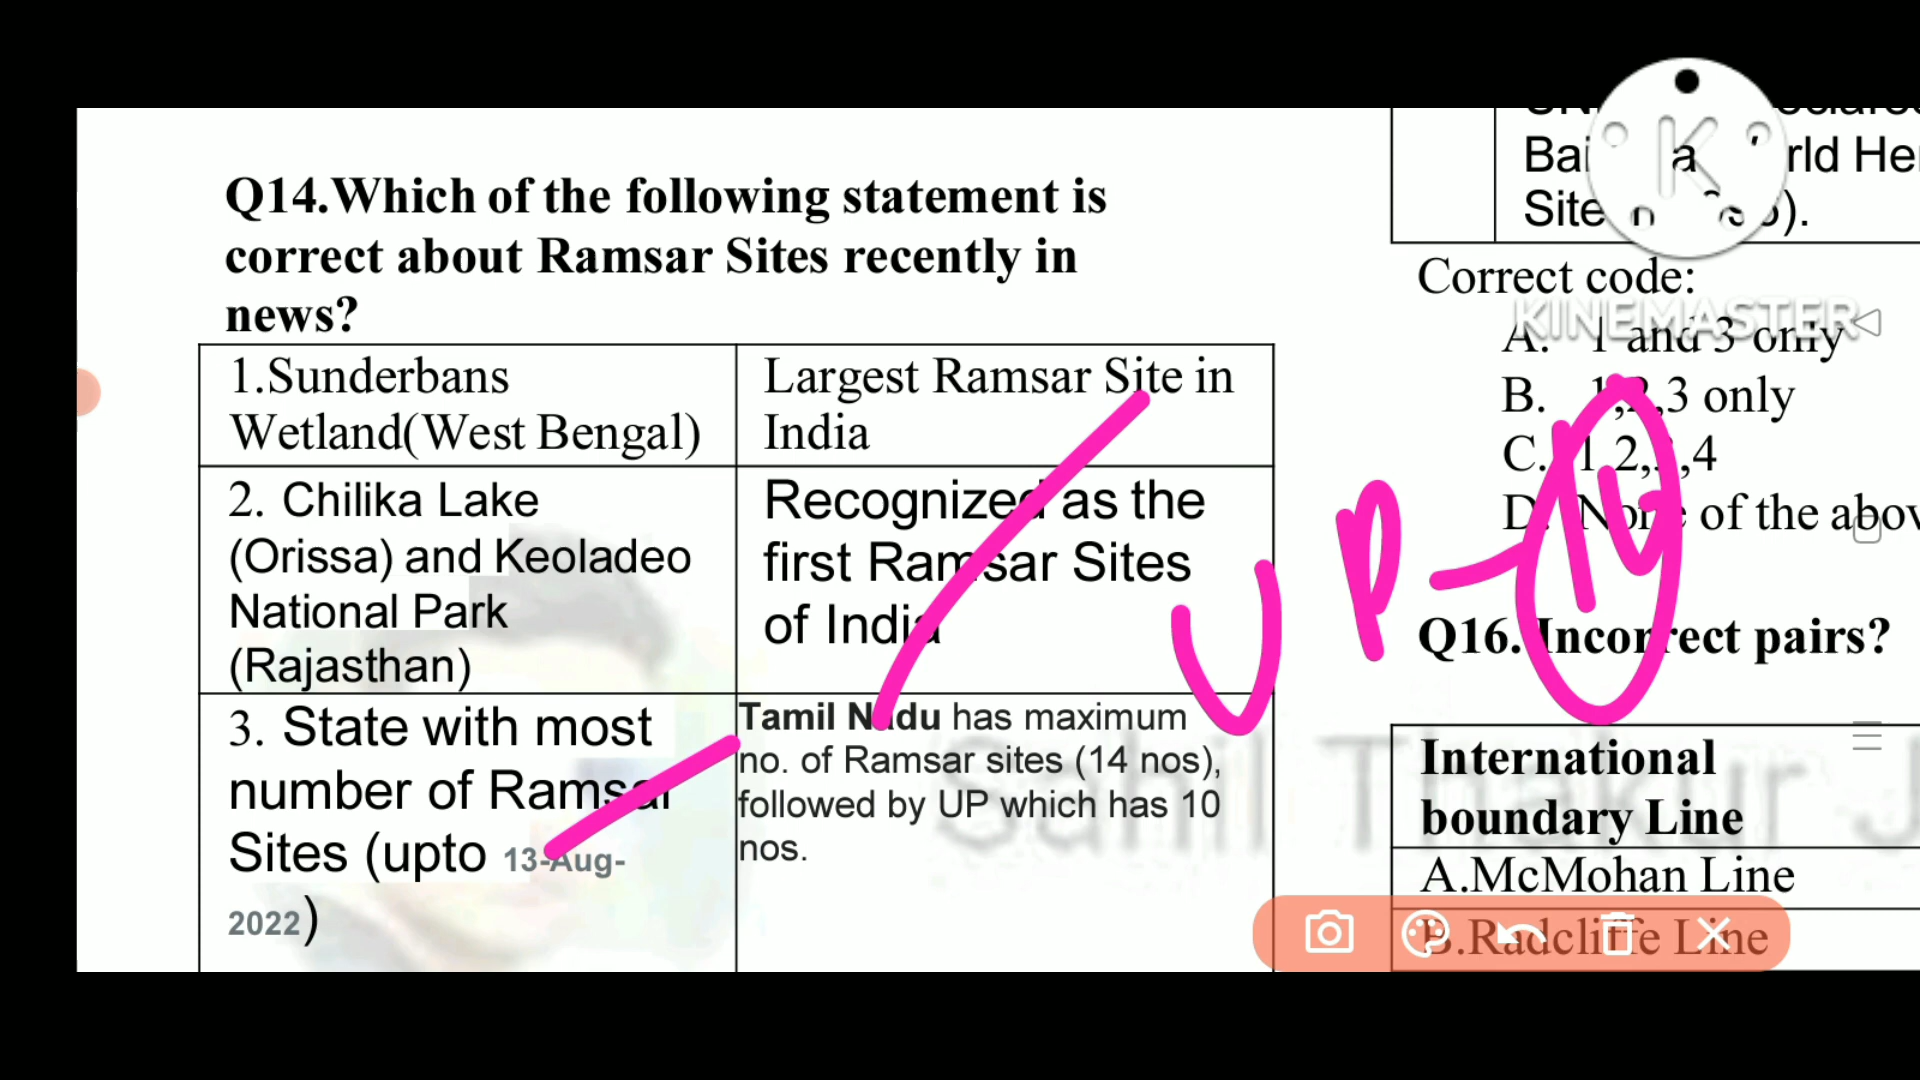 Q14.Which of the following statement is
correct about Ramsar Sites recently in
news?
1.Sunderbans
Wetland(West Bengal)
Largest Ramsar Site in
India
2. Chilika Lake
(Orissa) and Keoladeo
National Park
(Rajasthan)
Recognized as the
first Ramsar Sites
of India
3. State with most
number of Ramsar
Sites (upto 13-Aug-
2022)
Tamil Nadu has maximum
no. of Ramsar sites (14 nos),
followed by UP which has 10
nos.
UP-
Sahil Thakur
K
KINEMASTER
Site
Correct code:
A. 1 and 3 only
B. 1,2,3 only
C. 1,2,3,4
D. None of the abov
Q16. Incorrect pairs?
International
boundary Line
A.McMohan Line
B.Radcliffe Line